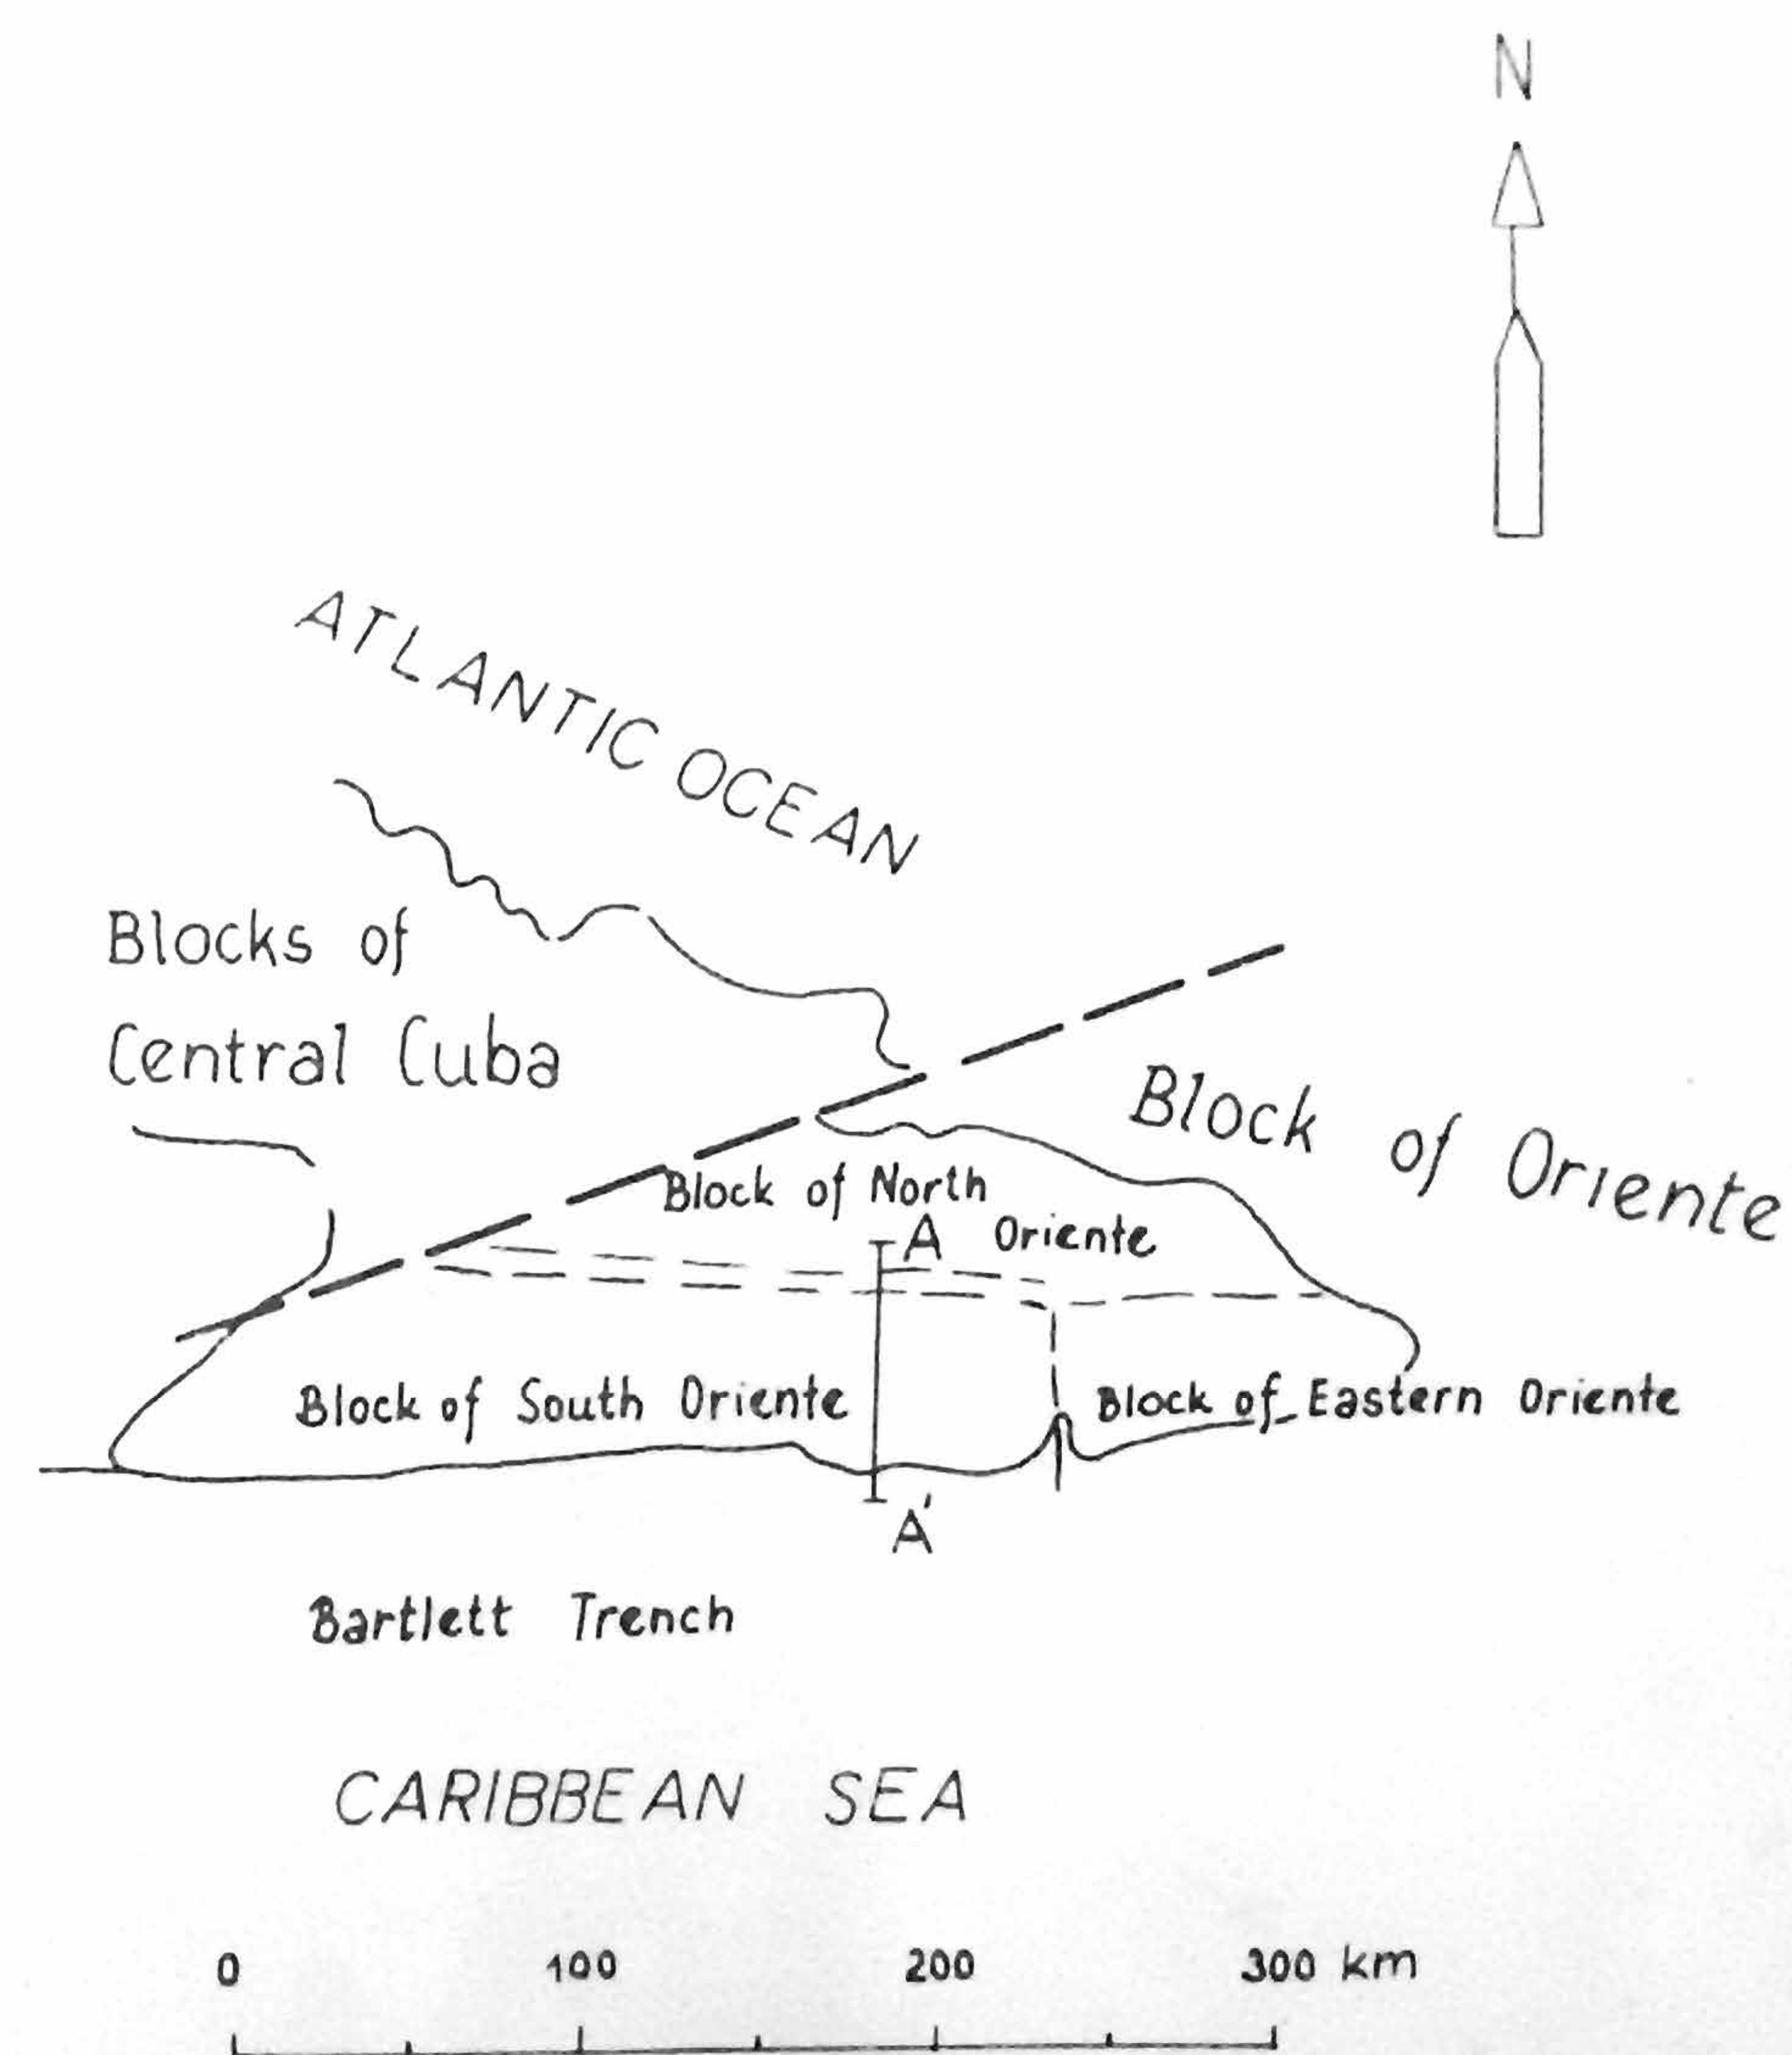 N
ATLANTIC OCEAN
Blocks of
Central Cuba
Block of Oriente
Block of North
Oriente
A
Block of South Oriente
Block of Eastern Oriente
A'
Bartlett Trench
CARIBBEAN SEA
0 100 200 300 km